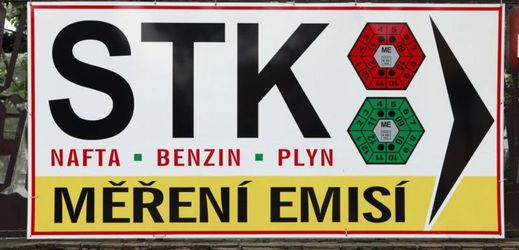 STK
NAFTA ▪ BENZIN ▪ PLYN
MĚŘENÍ EMISÍ
ME
ME